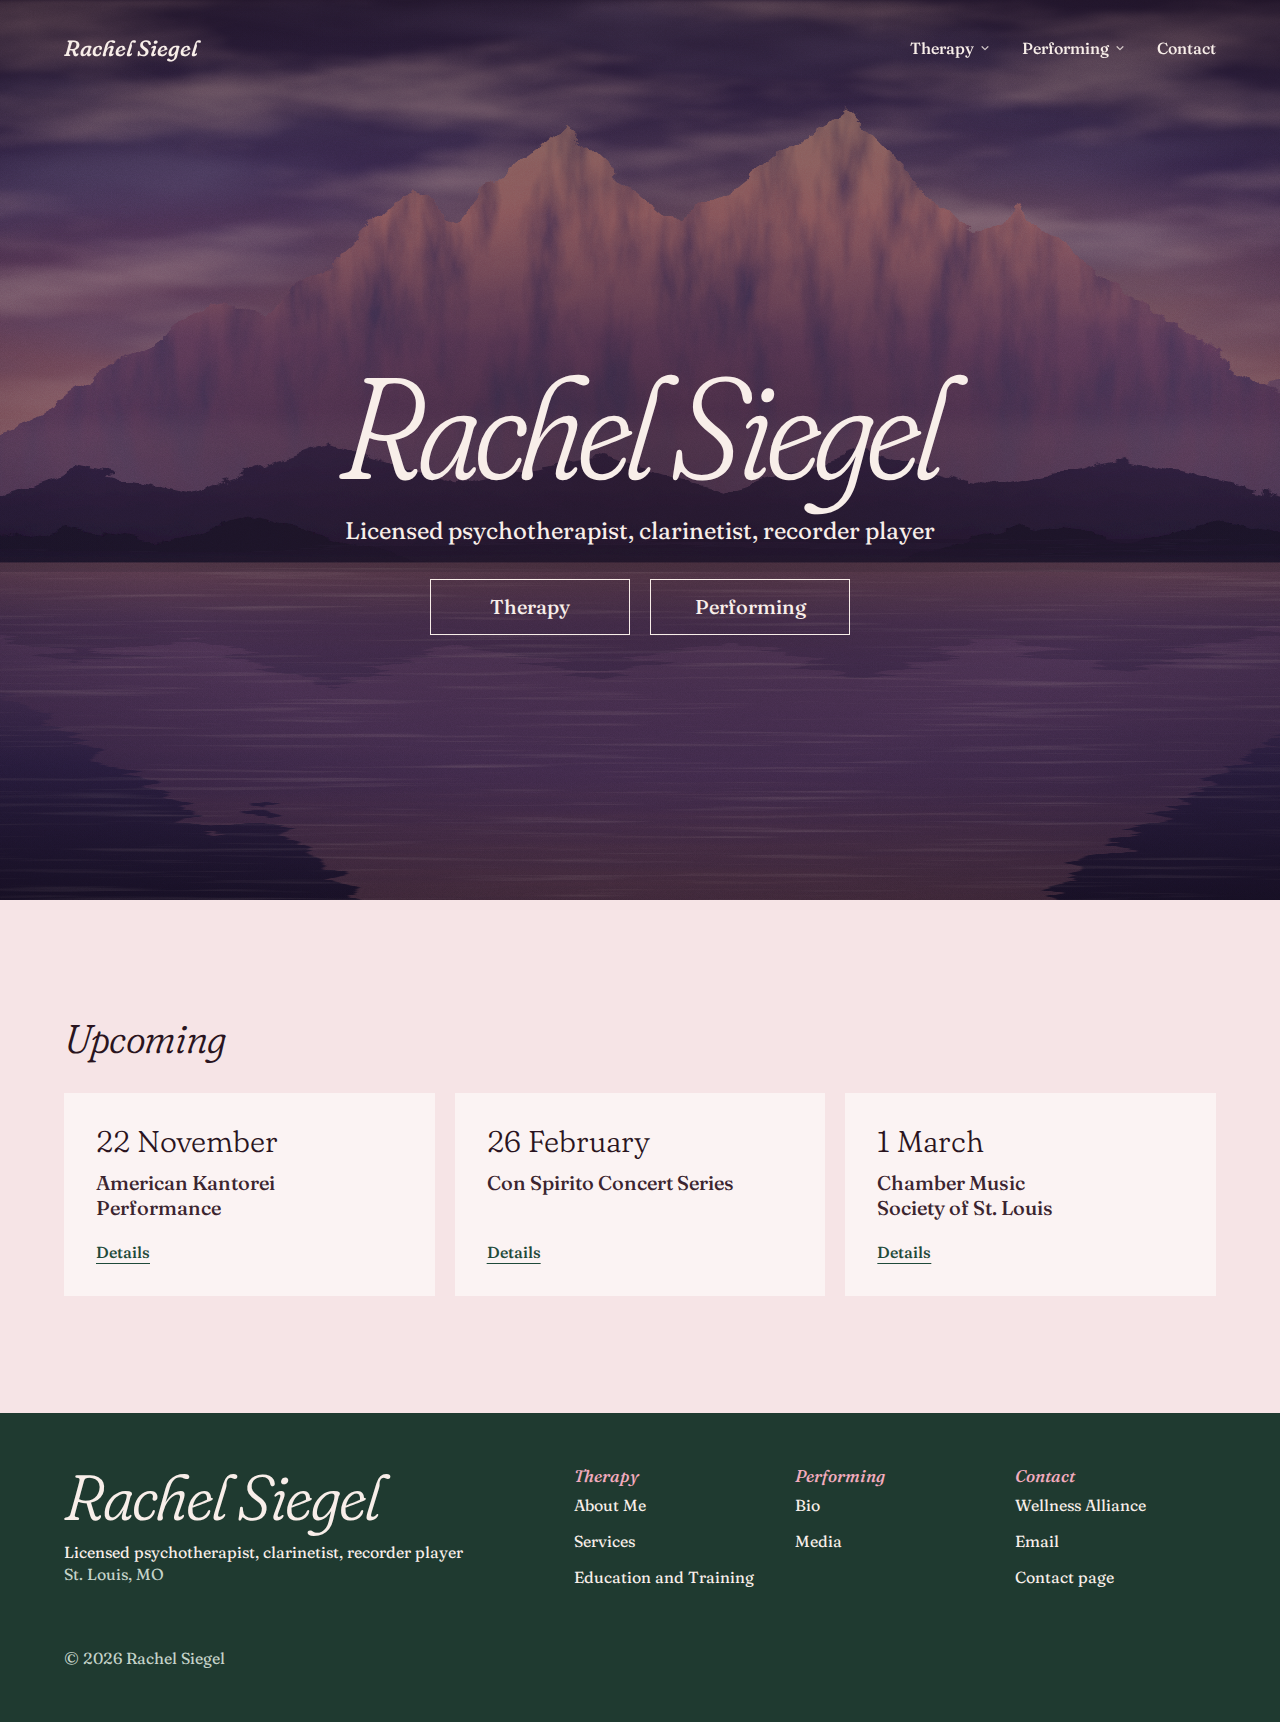 Rachel Siegel
Therapy
Performing
Contact
Rachel Siegel
Licensed psychotherapist, clarinetist, recorder player
Therapy
Performing
Upcoming
22 November
American Kantorei
Performance
Details
26 February
Con Spirito Concert Series
Details
1 March
Chamber Music
Society of St. Louis
Details
Rachel Siegel
Licensed psychotherapist, clarinetist, recorder player
St. Louis, MO
Therapy
About Me
Services
Education and Training
Performing
Bio
Media
Contact
Wellness Alliance
Email
Contact page
© 2026 Rachel Siegel